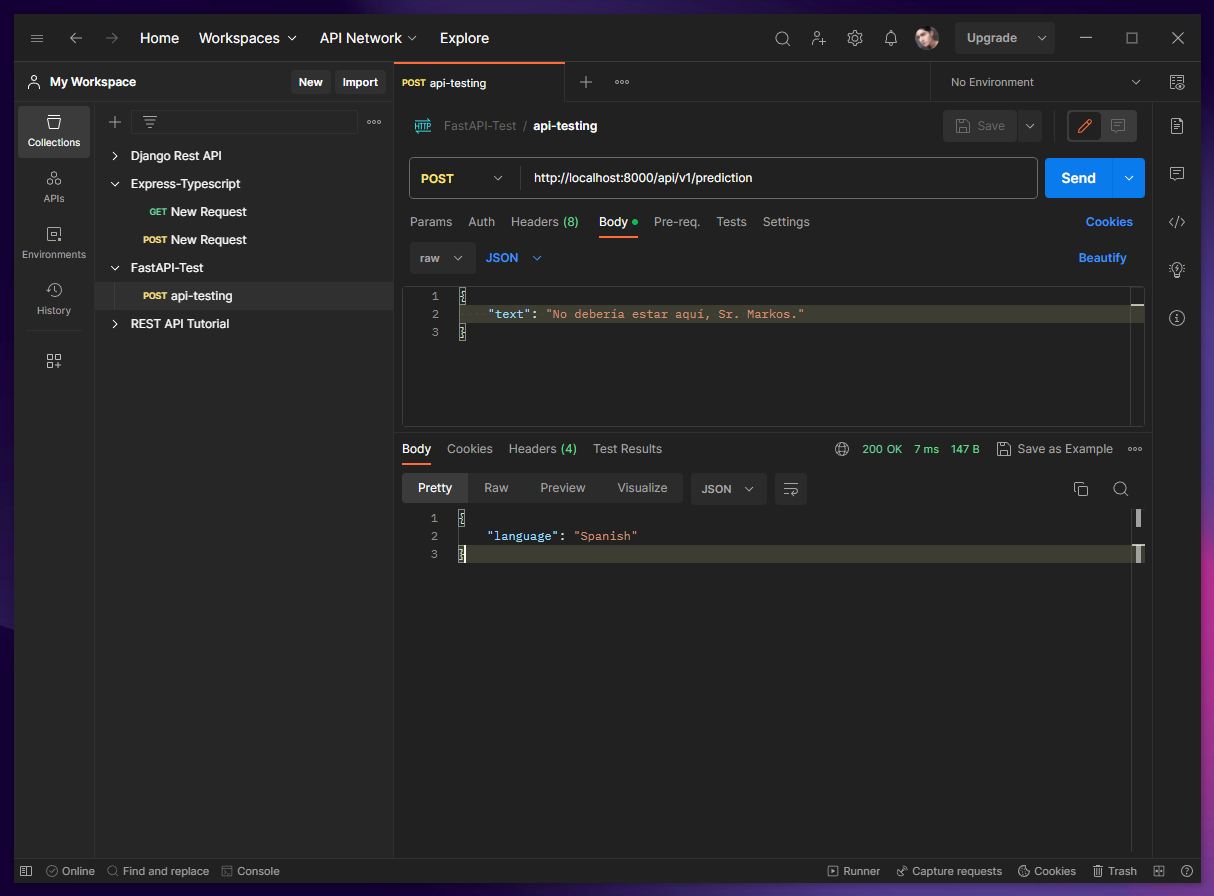 Home Workspaces API Network Explore Upgrade
My Workspace New Import
POST api-testing
No Environment
Collections
APIs
Environments
History
Django Rest API
Express-Typescript
GET New Request
POST New Request
FastAPI-Test
POST api-testing
REST API Tutorial
HTTP FastAPI-Test / api-testing Save
POST http://localhost:8000/api/v1/prediction Send
Params Auth Headers (8) Body Pre-req. Tests Settings Cookies
raw JSON Beautify
1 {
2 "text": "No debería estar aquí, Sr. Markos."
3 }
Body Cookies Headers (4) Test Results 200 OK 7 ms 147 B Save as Example
Pretty Raw Preview Visualize JSON
1 {
2 "language": "Spanish"
3 }
Online Find and replace Console Runner Capture requests Cookies Trash